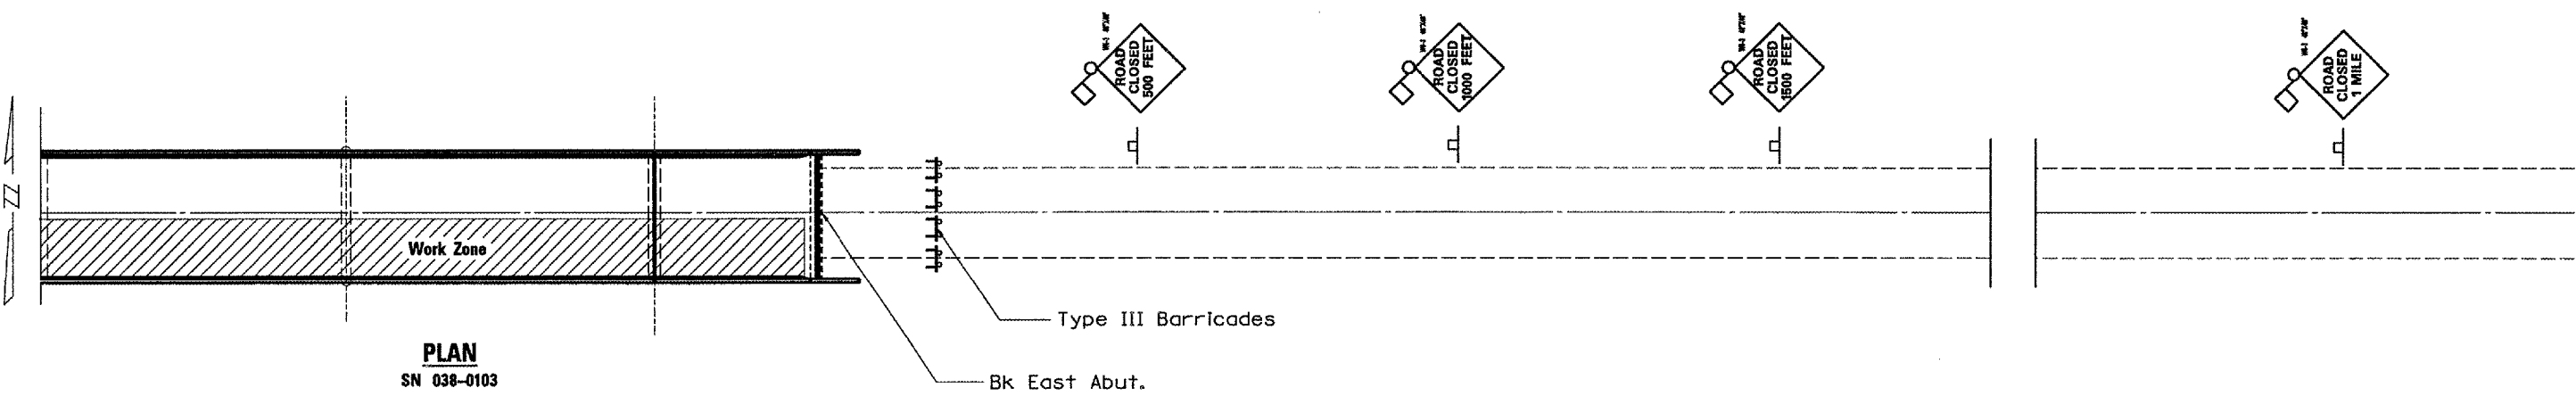 ROAD
CLOSED
500 FEET
ROAD
CLOSED
1000 FEET
ROAD
CLOSED
1500 FEET
ROAD
CLOSED
1 MILE
Work Zone
Type III Barricades
Bk East Abut.
PLAN
SN 038-0103